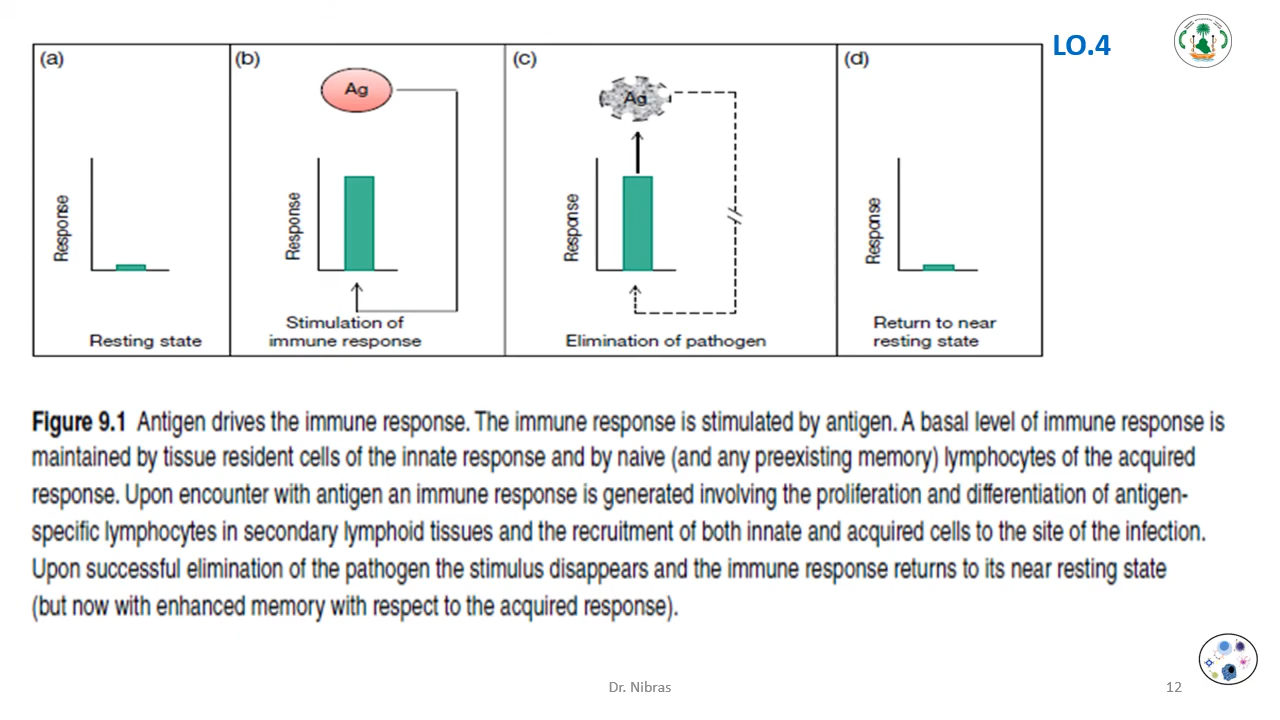 LO.4
(a)
Response
Resting state
(b)
Ag
Response
Stimulation of
immune response
(c)
Ag
Response
Elimination of pathogen
(d)
Response
Return to near
resting state
Figure 9.1 Antigen drives the immune response. The immune response is stimulated by antigen. A basal level of immune response is
maintained by tissue resident cells of the innate response and by naive (and any preexisting memory) lymphocytes of the acquired
response. Upon encounter with antigen an immune response is generated involving the proliferation and differentiation of antigen-
specific lymphocytes in secondary lymphoid tissues and the recruitment of both innate and acquired cells to the site of the infection.
Upon successful elimination of the pathogen the stimulus disappears and the immune response returns to its near resting state
(but now with enhanced memory with respect to the acquired response).
Dr. Nibras
12